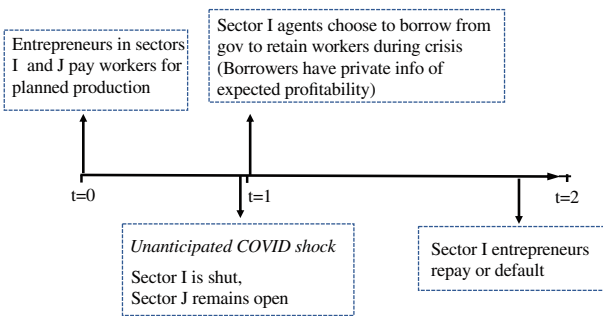 Entrepreneurs in sectors
I and J pay workers for
planned production
Sector I agents choose to borrow from
gov to retain workers during crisis
(Borrowers have private info of
expected profitability)
t=0
t=1
t=2
Unanticipated COVID shock
Sector I is shut,
Sector J remains open
Sector I entrepreneurs
repay or default